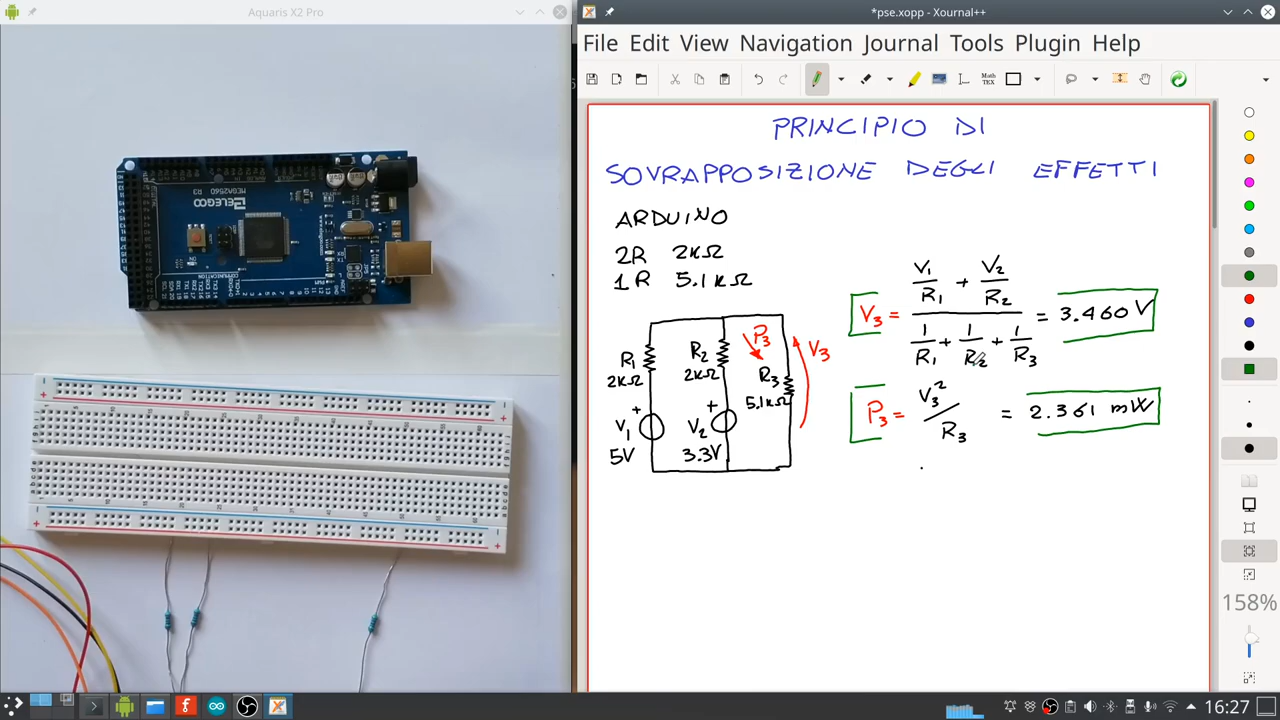 Aquaris X2 Pro
*pse.xopp - Xournal++
File Edit View Navigation Journal Tools Plugin Help
PRINCIPIO DI
SOVRAPPOSIZIONE DEGLI EFFETTI
ARDUINO
2R 2kΩ
1R 5.1kΩ
V₃ = (V₁/R₁ + V₂/R₂) / (1/R₁ + 1/R₂ + 1/R₃) = 3.460 V
P₃ = V₃²/R₃ = 2.361 mW
R₁
2kΩ
R₂
2kΩ
P₃
R₃
5.1kΩ
V₃
+
V₁
5V
+
V₂
3.3V
ELEGOO
MEGA2560 R3
158%
16:27